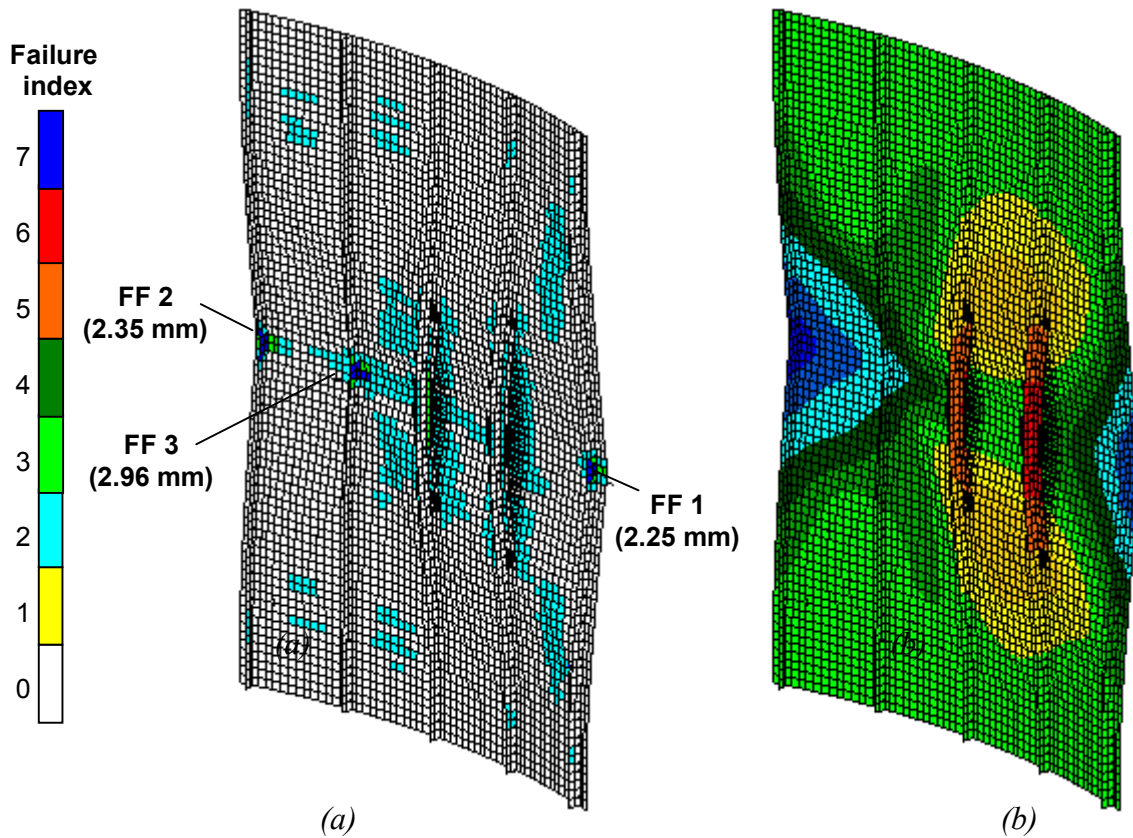 Failure
index
7
6
5
4
3
2
1
0
FF 2
(2.35 mm)
FF 3
(2.96 mm)
FF 1
(2.25 mm)
(a)
(b)
(a)
(b)